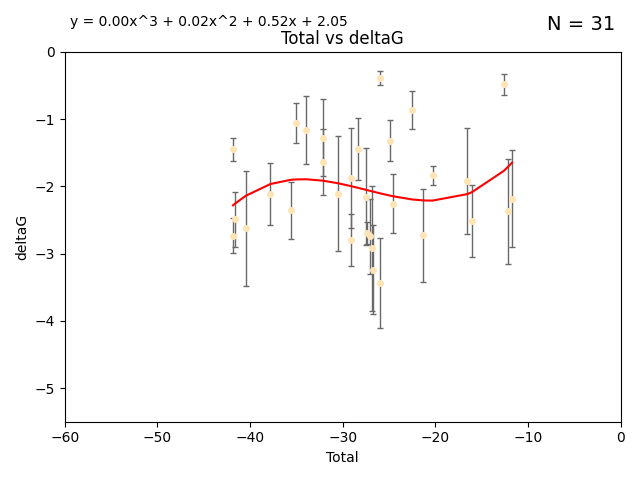 y = 0.00x^3 + 0.02x^2 + 0.52x + 2.05
N = 31
Total vs deltaG
0
−1
−2
−3
−4
−5
deltaG
−60 −50 −40 −30 −20 −10 0
Total